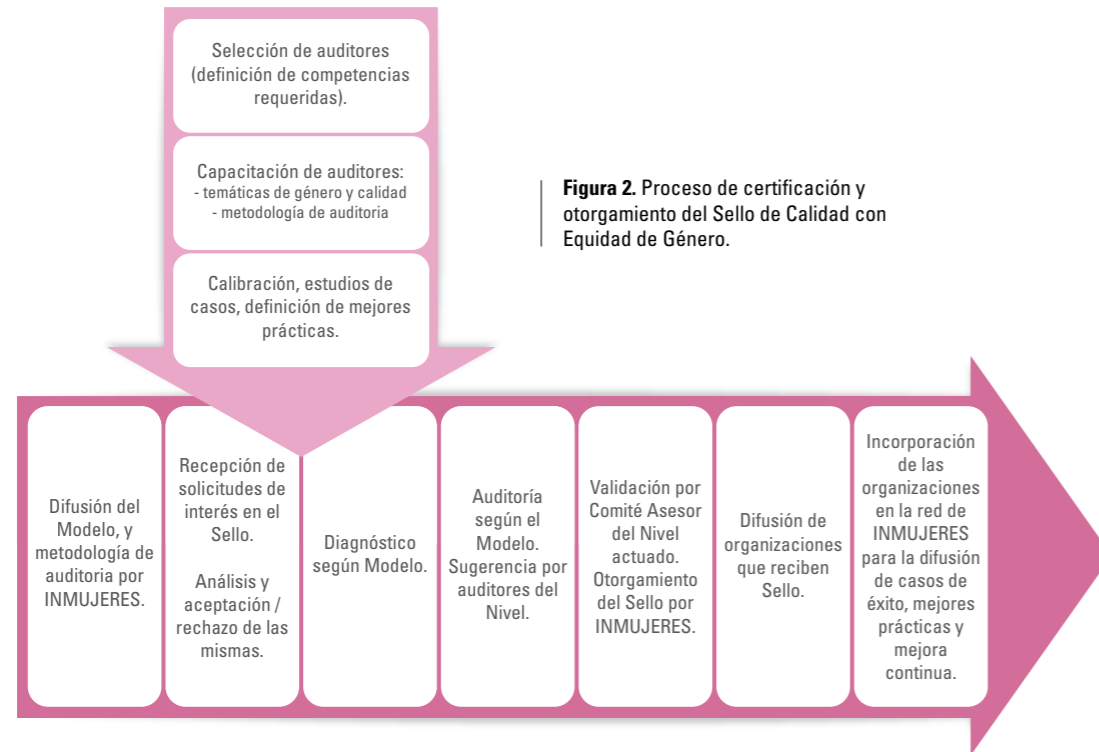 Selección de auditores
(definición de competencias
requeridas).
Capacitación de auditores:
- temáticas de género y calidad
- metodología de auditoria
Calibración, estudios de
casos, definición de mejores
prácticas.
Figura 2. Proceso de certificación y
otorgamiento del Sello de Calidad con
Equidad de Género.
Difusión del
Modelo, y
metodología de
auditoria por
INMUJERES.
Recepción de
solicitudes de
interés en el
Sello.
Análisis y
aceptación /
rechazo de las
mismas.
Diagnóstico
según Modelo.
Auditoría
según el
Modelo.
Sugerencia por
auditores del
Nivel.
Validación por
Comité Asesor
del Nivel
actuado.
Otorgamiento
del Sello por
INMUJERES.
Difusión de
organizaciones
que reciben
Sello.
Incorporación
de las
organizaciones
en la red de
INMUJERES
para la difusión
de casos de
éxito, mejores
prácticas y
mejora
continua.